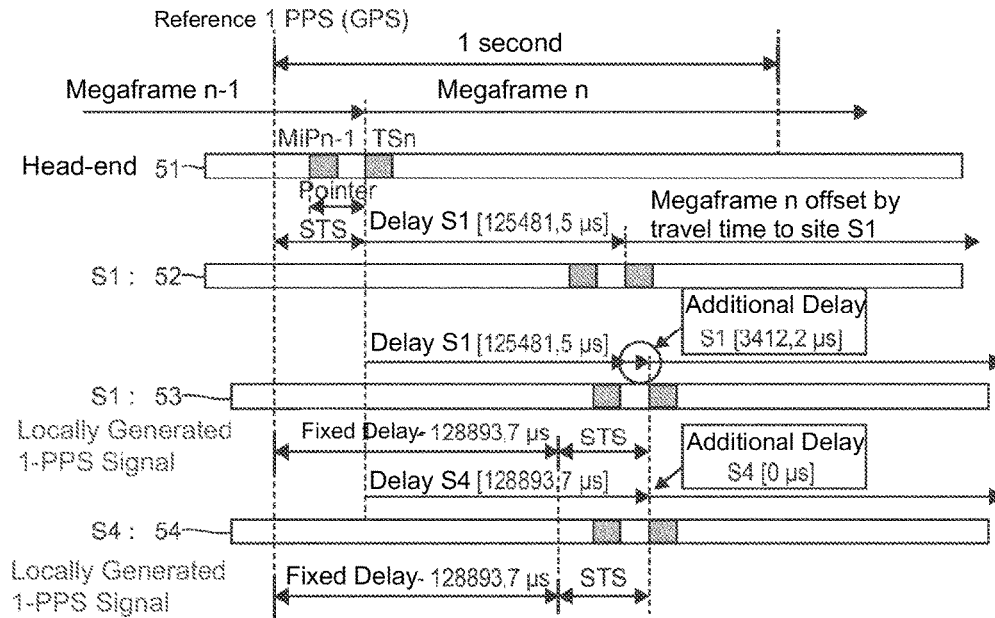 Reference 1 PPS (GPS)
1 second
Megaframe n-1
Megaframe n
MiPn-1
TSn
Head-end 51
Pointer
STS
Delay S1 [125481,5 µs]
Megaframe n offset by
travel time to site S1
S1 : 52
Additional Delay
S1 [3412,2 µs]
Delay S1 [125481,5 µs]
S1 : 53
Locally Generated
1-PPS Signal
Fixed Delay- 128893.7 µs
STS
Additional Delay
S4 [0 µs]
Delay S4 [128893.7 µs]
S4 : 54
Locally Generated
1-PPS Signal
Fixed Delay- 128893.7 µs
STS